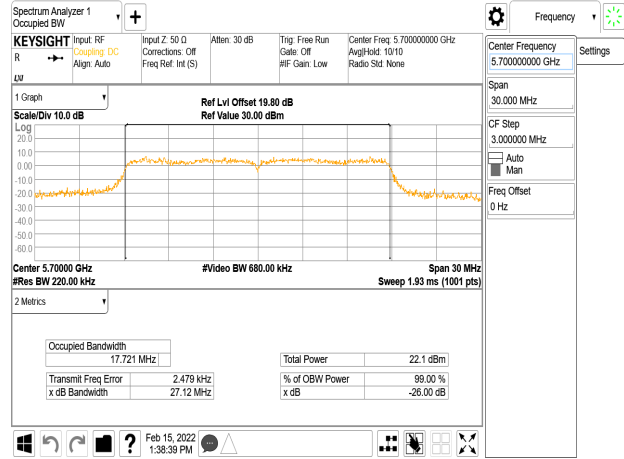 Spectrum Analyzer 1
Occupied BW
Frequency
KEYSIGHT
R
Input: RF
Coupling: DC
Align: Auto
Input Z: 50 Ω
Corrections: Off
Freq Ref: Int (S)
Atten: 30 dB
Trig: Free Run
Gate: Off
#IF Gain: Low
Center Freq: 5.700000000 GHz
Avg|Hold: 10/10
Radio Std: None
Center Frequency
5.700000000 GHz
Settings
Span
30.000 MHz
CF Step
3.000000 MHz
Auto
Man
Freq Offset
0 Hz
1 Graph
Scale/Div 10.0 dB
Ref Lvl Offset 19.80 dB
Ref Value 30.00 dBm
Log
20.0
10.0
0.00
-10.0
-20.0
-30.0
-40.0
-50.0
-60.0
Center 5.70000 GHz
#Res BW 220.00 kHz
#Video BW 680.00 kHz
Span 30 MHz
Sweep 1.93 ms (1001 pts)
2 Metrics
Occupied Bandwidth
17.721 MHz
Transmit Freq Error 2.479 kHz
x dB Bandwidth 27.12 MHz
Total Power 22.1 dBm
% of OBW Power 99.00 %
x dB -26.00 dB
?
Feb 15, 2022
1:38:39 PM